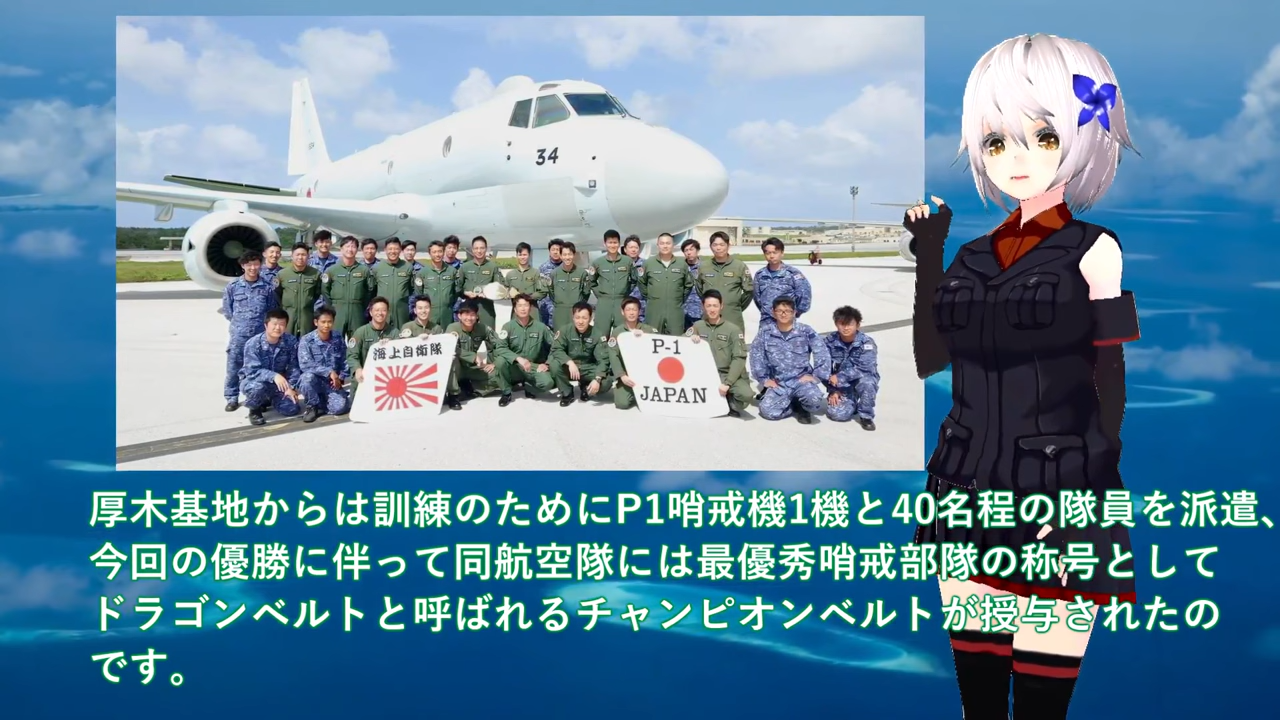 34
海上自衛隊
P-1
JAPAN
厚木基地からは訓練のためにP1哨戒機1機と40名程の隊員を派遣、
今回の優勝に伴って同航空隊には最優秀哨戒部隊の称号として
ドラゴンベルトと呼ばれるチャンピオンベルトが授与されたの
です。